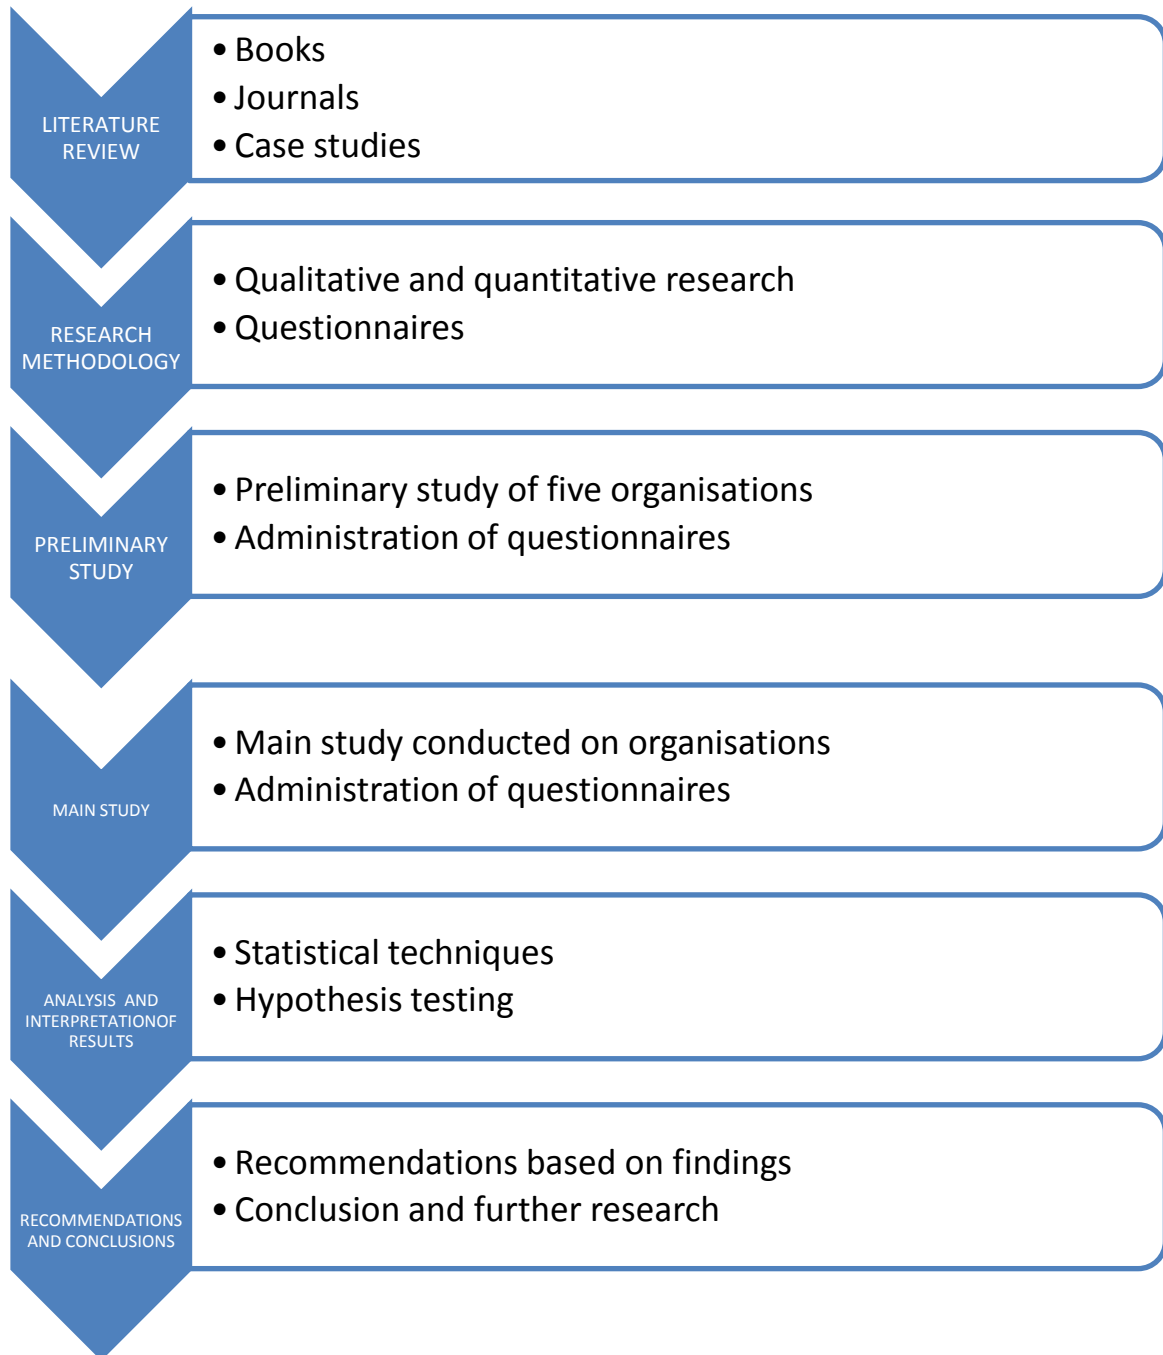 LITERATURE
REVIEW
• Books
• Journals
• Case studies
RESEARCH
METHODOLOGY
• Qualitative and quantitative research
• Questionnaires
PRELIMINARY
STUDY
• Preliminary study of five organisations
• Administration of questionnaires
MAIN STUDY
• Main study conducted on organisations
• Administration of questionnaires
ANALYSIS AND
INTERPRETATIONOF
RESULTS
• Statistical techniques
• Hypothesis testing
RECOMMENDATIONS
AND CONCLUSIONS
• Recommendations based on findings
• Conclusion and further research